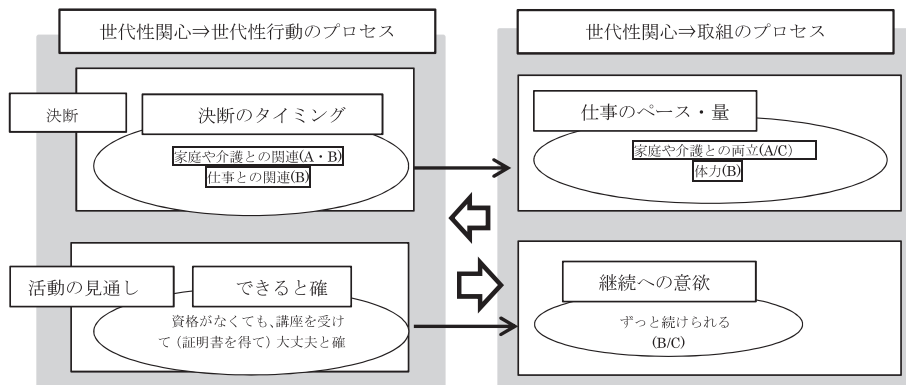 世代性関心⇒世代性行動のプロセス
世代性関心⇒取組のプロセス
決断
決断のタイミング
家庭や介護との関連(A・B)
仕事との関連(B)
仕事のペース・量
家庭や介護との両立(A/C)
体力(B)
活動の見通し
できると確
資格がなくても、講座を受け
て（証明書を得て）大丈夫と確
継続への意欲
ずっと続けられる
(B/C)